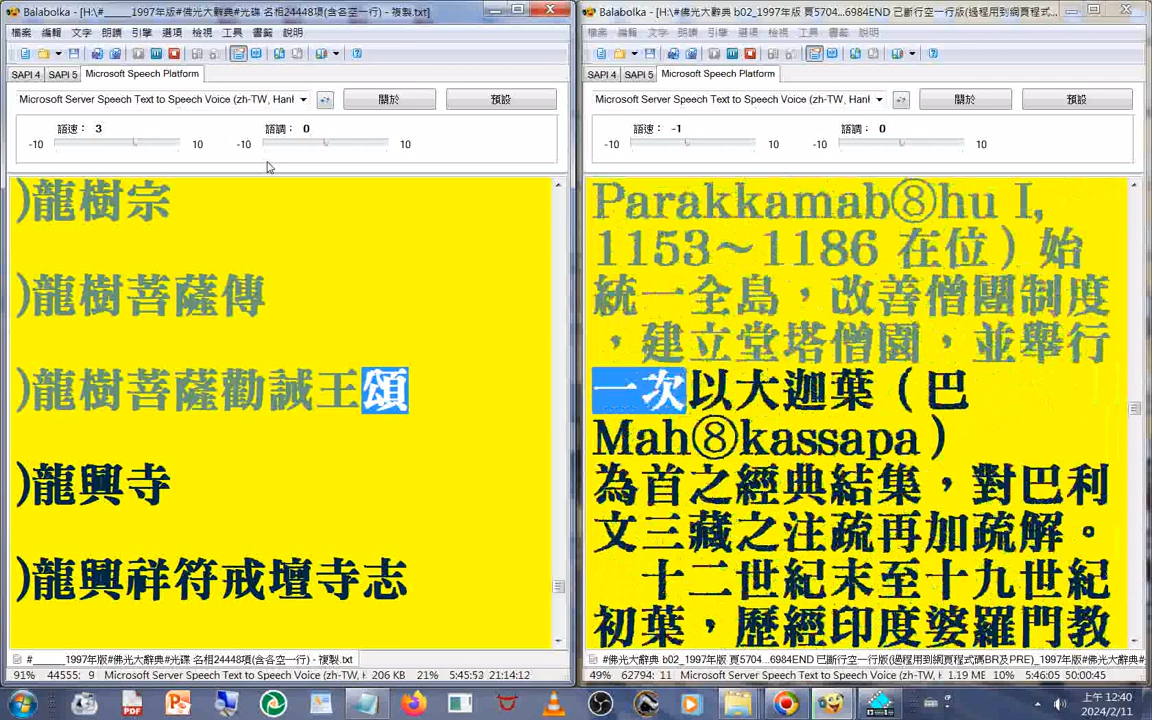 Balabolka - [H:\#_____1997年版#佛光大辭典#光碟 名相24448項(含各空一行) - 複製.txt]
檔案 編輯 文字 朗讀 引擎 選項 檢視 工具 書籤 說明
SAPI 4 SAPI 5 Microsoft Speech Platform
Microsoft Server Speech Text to Speech Voice (zh-TW, Hanl
關於 預設
語速： 3 語調： 0
-10 10 -10 10
)龍樹宗
)龍樹菩薩傳
)龍樹菩薩勸誡王頌
)龍興寺
)龍興祥符戒壇寺志
#_____1997年版#佛光大辭典#光碟 名相24448項(含各空一行) - 複製.txt
91% 44558: 9 Microsoft Server Speech Text to Speech Voice (zh-TW, H 206 KB 21% 5:45:53 21:14:12
Balabolka - [H:\#佛光大辭典 b02_1997年版 頁5704...6984END 已斷行空一行版(過程用到網頁程式...
檔案 編輯 文字 朗讀 引擎 選項 檢視 工具 書籤 說明
SAPI 4 SAPI 5 Microsoft Speech Platform
Microsoft Server Speech Text to Speech Voice (zh-TW, Hanl
關於 預設
語速： -1 語調： 0
-10 10 -10 10
Parakkamab⑧hu I,
1153～1186 在位）始
統一全島，改善僧團制度
，建立堂塔僧園，並舉行
一次以大迦葉（巴
Mah⑧kassapa）
為首之經典結集，對巴利
文三藏之注疏再加疏解。
十二世紀末至十九世紀
初葉，歷經印度婆羅門教
#佛光大辭典 b02_1997年版 頁5704...6984END 已斷行空一行版(過程用到網頁程式碼BR及PRE)_1997年版#佛光大辭典#
49% 62794: 11 Microsoft Server Speech Text to Speech Voice (zh-TW, H 1.19 ME 10% 5:26:46 50:00:45
上午 12:40
2024/2/11